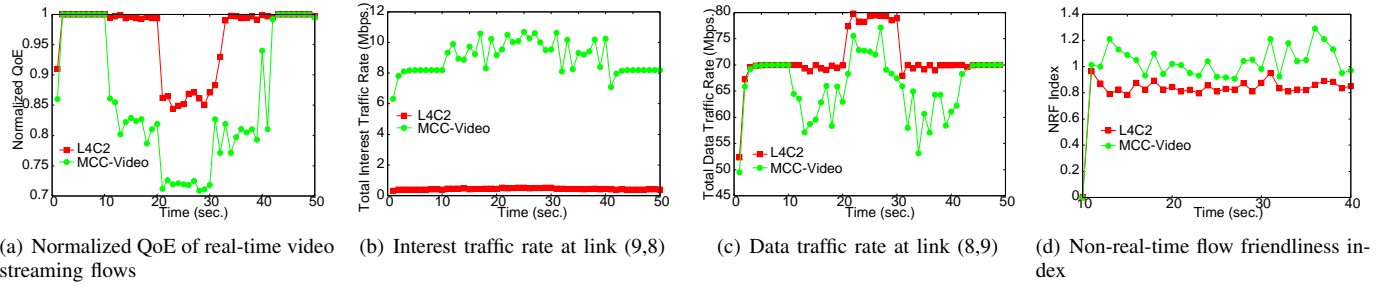 1
0.95
0.9
0.85
0.8
0.75
0.7
Normalized QoE
L4C2
MCC-Video
0 10 20 30 40 50
Time (sec.)
(a) Normalized QoE of real-time video
streaming flows
12
10
8
6
4
2
0
Total Interest Traffic Rate (Mbps.)
L4C2
MCC-Video
0 10 20 30 40 50
Time (sec.)
(b) Interest traffic rate at link (9,8)
80
75
70
65
60
55
50
45
Total Data Traffic Rate (Mbps.)
L4C2
MCC-Video
0 10 20 30 40 50
Time (sec.)
(c) Data traffic rate at link (8,9)
1.4
1.2
1
0.8
0.6
0.4
0.2
0
NRF Index
L4C2
MCC-Video
10 20 30 40
Time (sec.)
(d) Non-real-time flow friendliness in-
dex